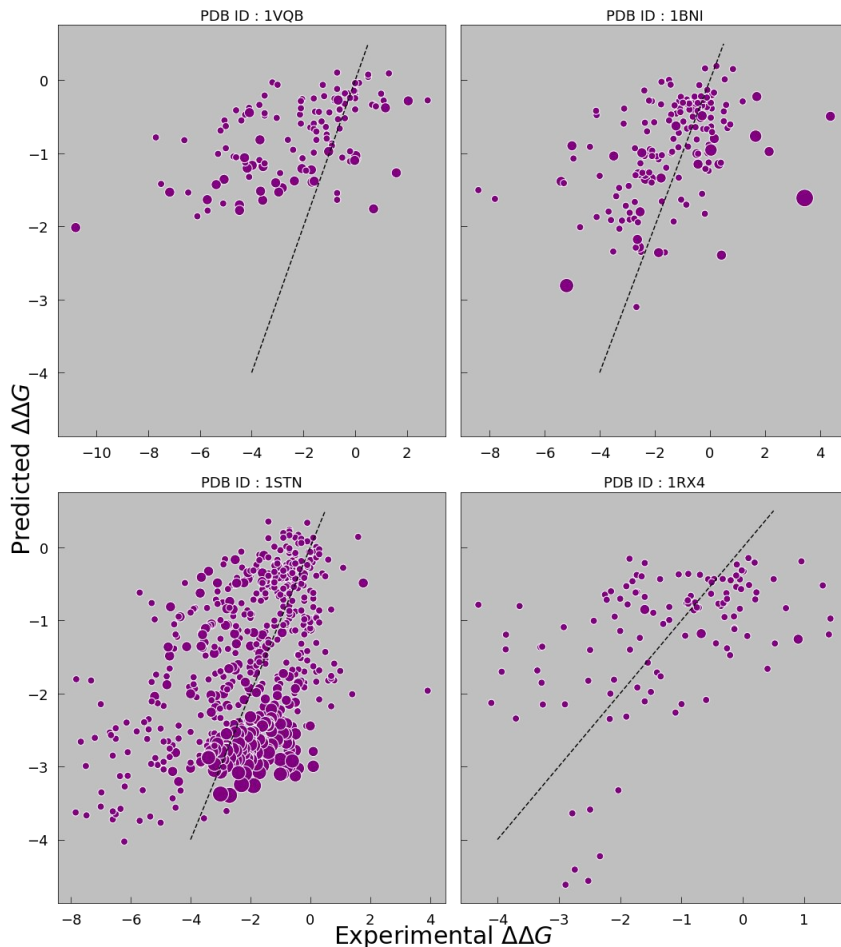 PDB ID : 1VQB
PDB ID : 1BNI
0
−1
−2
−3
−4
−10 −8 −6 −4 −2 0 2
−8 −6 −4 −2 0 2 4
Predicted ΔΔG
PDB ID : 1STN
PDB ID : 1RX4
0
−1
−2
−3
−4
−8 −6 −4 −2 0 2 4
−4 −3 −2 −1 0 1
Experimental ΔΔG